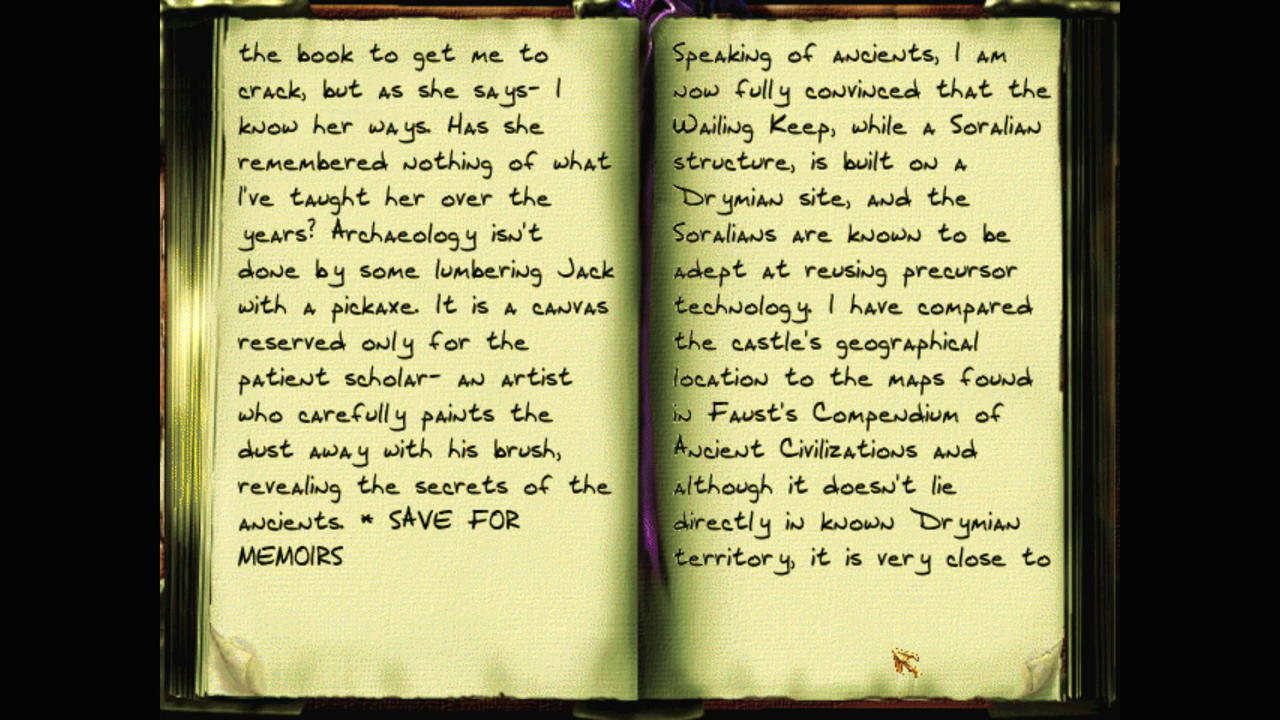 the book to get me to
crack, but as she says- I
know her ways. Has she
remembered nothing of what
I've taught her over the
years? Archaeology isn't
done by some lumbering Jack
with a pickaxe. It is a canvas
reserved only for the
patient scholar- an artist
who carefully paints the
dust away with his brush,
revealing the secrets of the
ancients. * SAVE FOR
MEMOIRS
Speaking of ancients, I am
now fully convinced that the
Wailing Keep, while a Soralian
structure, is built on a
Drymian site, and the
Soralians are known to be
adept at reusing precursor
technology. I have compared
the castle's geographical
location to the maps found
in Faust's Compendium of
Ancient Civilizations and
although it doesn't lie
directly in known Drymian
territory, it is very close to